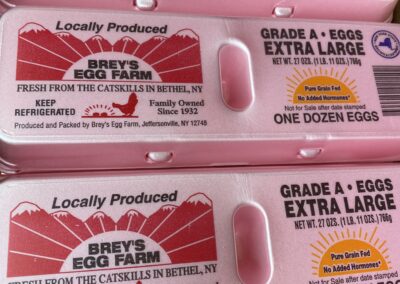 Locally Produced
BREY'S
EGG FARM
FRESH FROM THE CATSKILLS IN BETHEL, NY
KEEP
REFRIGERATED
Family Owned
Since 1932
Produced and Packed by Brey's Egg Farm, Jeffersonville, NY 12748
GRADE A • EGGS
EXTRA LARGE
NET WT. 27 OZS. (1 LB. 11 OZS.) 766g
Pure Grain Fed
No Added Hormones*
Not for Sale after date stamped
ONE DOZEN EGGS
Locally Produced
BREY'S
EGG FARM
FRESH FROM THE CATSKILLS IN BETHEL, NY
GRADE A • EGGS
EXTRA LARGE
NET WT. 27 OZS. (1 LB. 11 OZS.) 766g
Pure Grain Fed
No Added Hormones*
Not for Sale after date stamped